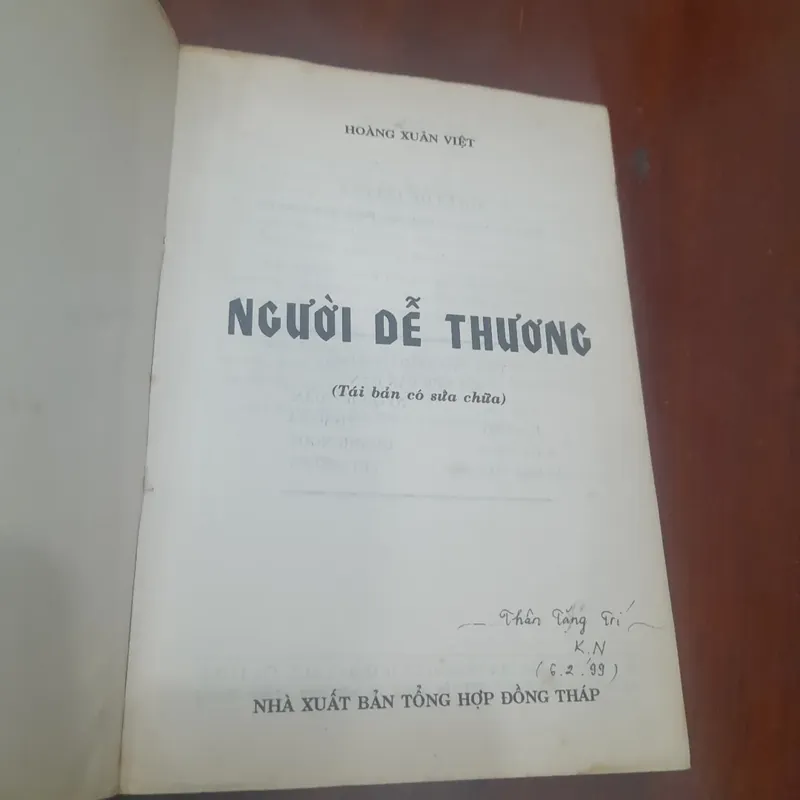 HOÀNG XUÂN VIỆT
NGƯỜI DỄ THƯƠNG
(Tái bản có sửa chữa)
Thân Tặng Trí
K.N
(6.2.'99)
NHÀ XUẤT BẢN TỔNG HỢP ĐỒNG THÁP